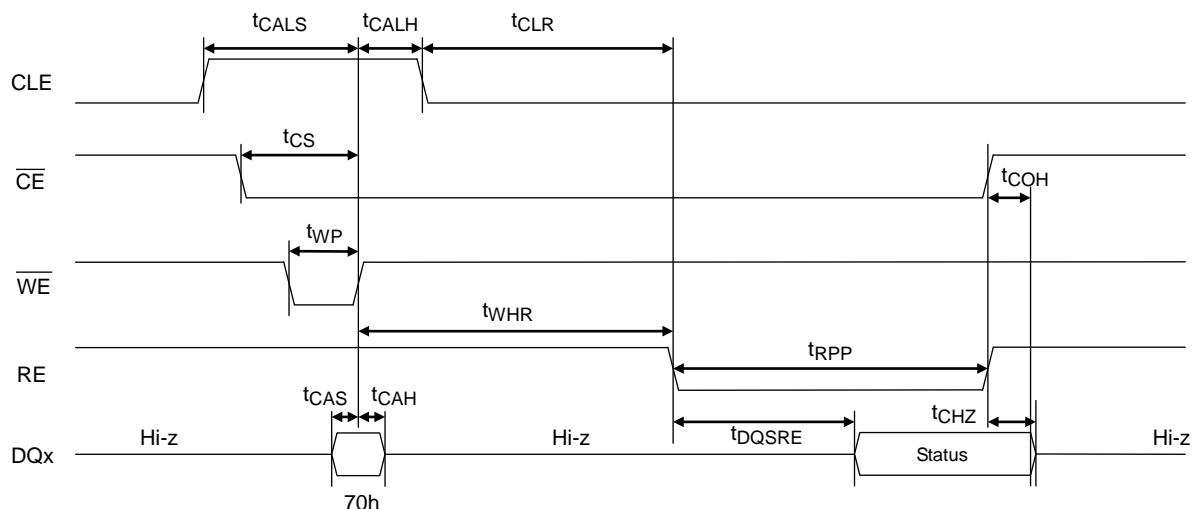 tCALS tCALH tCLR
CLE
tCS
CE
tCOH
tWP
WE
tWHR
tRPP
RE
tCAS tCAH
tCHZ
tDQSRE
Hi-z Hi-z Hi-z
DQx
Status
70h